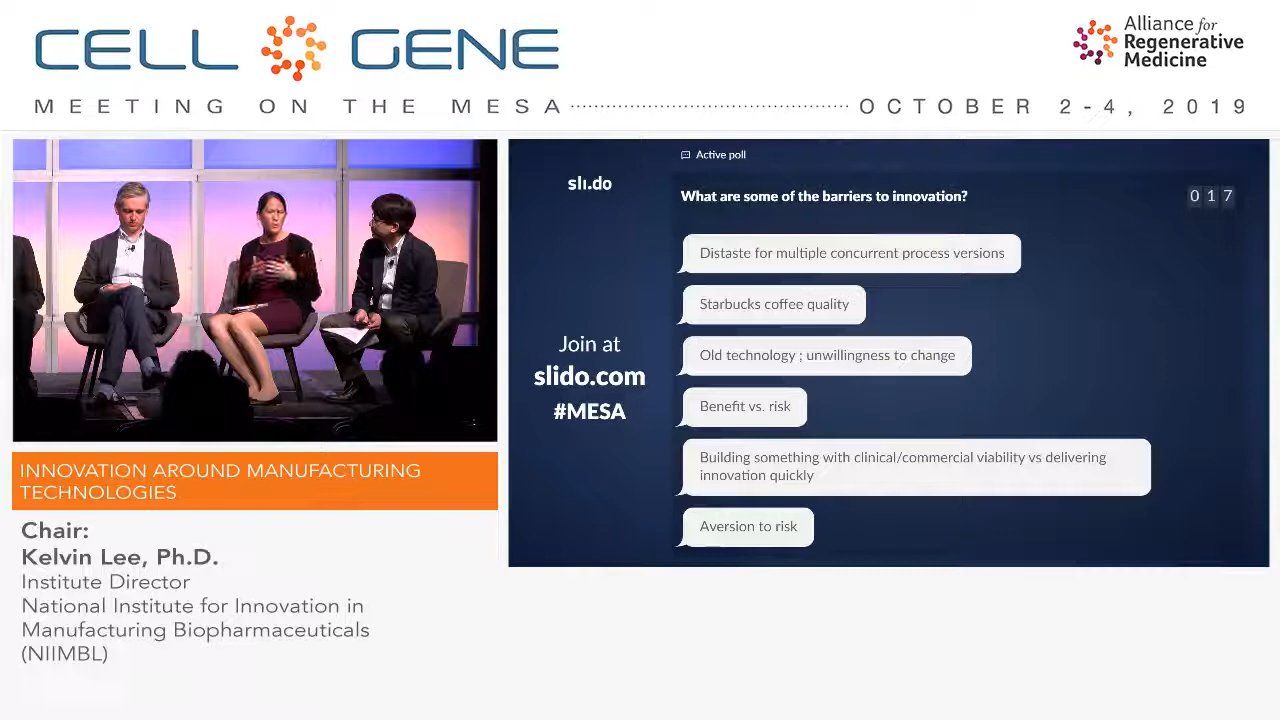 CELL GENE
Alliance for
Regenerative
Medicine
MEETING ON THE MESA
OCTOBER 2-4, 2019
sli.do
Join at
slido.com
#MESA
Active poll
What are some of the barriers to innovation?
017
Distaste for multiple concurrent process versions
Starbucks coffee quality
Old technology ; unwillingness to change
Benefit vs. risk
Building something with clinical/commercial viability vs delivering
innovation quickly
Aversion to risk
INNOVATION AROUND MANUFACTURING
TECHNOLOGIES
Chair:
Kelvin Lee, Ph.D.
Institute Director
National Institute for Innovation in
Manufacturing Biopharmaceuticals
(NIIMBL)